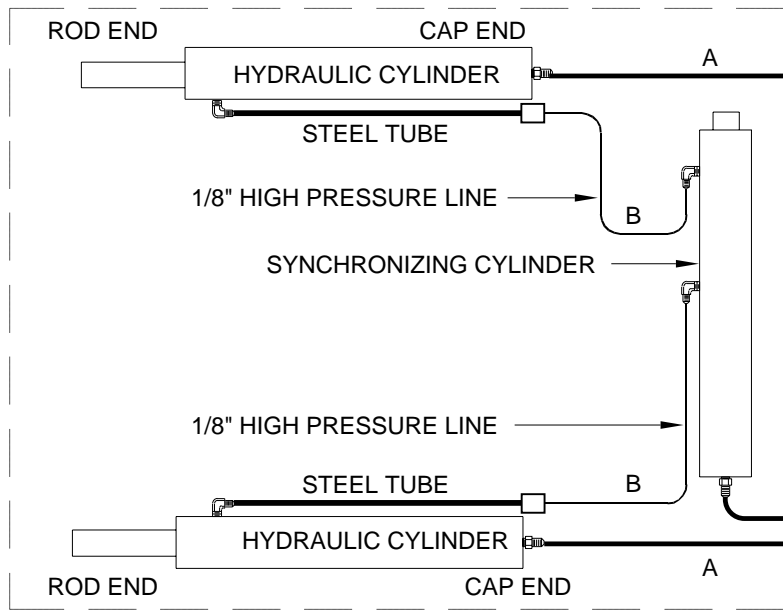 ROD END
CAP END
A
HYDRAULIC CYLINDER
STEEL TUBE
1/8" HIGH PRESSURE LINE
B
SYNCHRONIZING CYLINDER
1/8" HIGH PRESSURE LINE
STEEL TUBE
B
HYDRAULIC CYLINDER
A
ROD END
CAP END